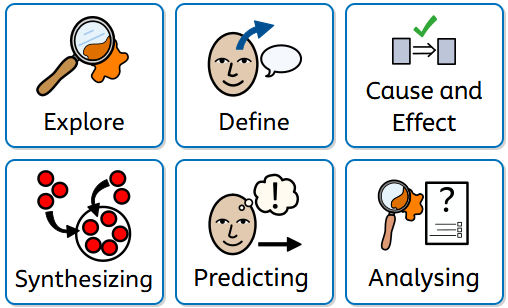 Explore
Define
Cause and
Effect
!
?
Synthesizing
Predicting
Analysing